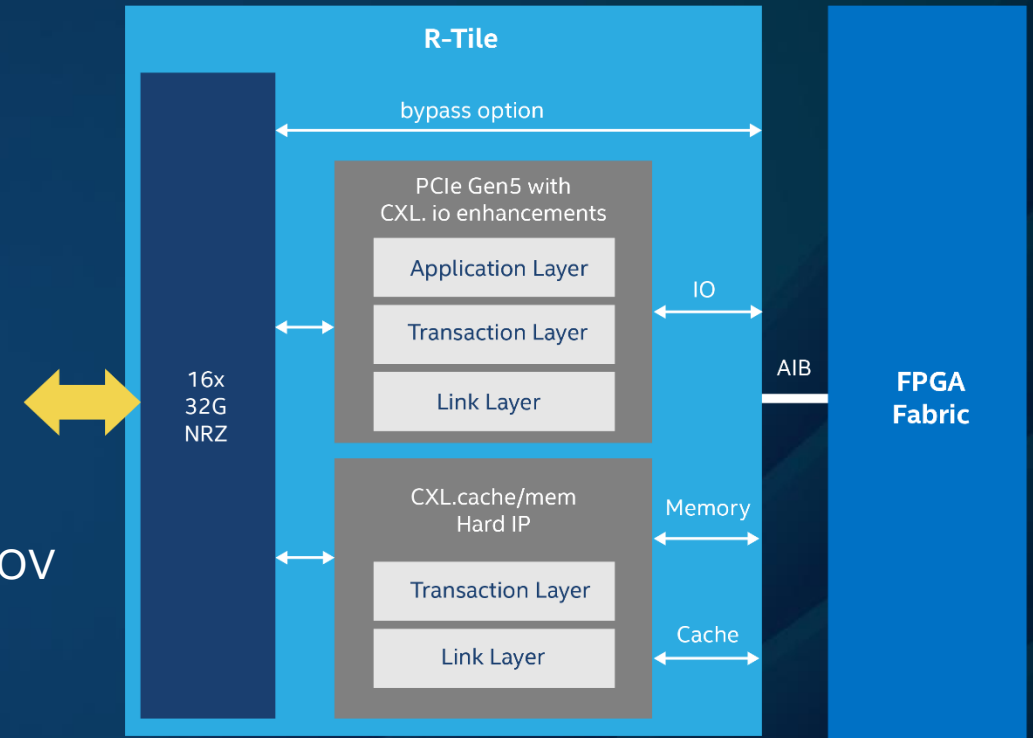 R-Tile
bypass option
PCIe Gen5 with
CXL. io enhancements
Application Layer
Transaction Layer
Link Layer
IO
16x
32G
NRZ
AIB
FPGA
Fabric
CXL.cache/mem
Hard IP
Memory
Transaction Layer
Link Layer
Cache
OV